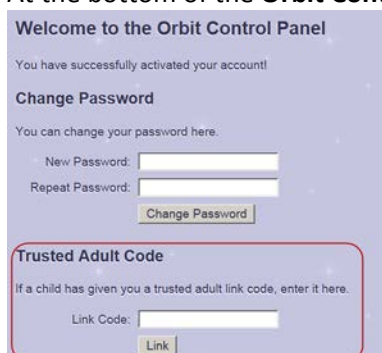 At the bottom of the Orbit Con
Welcome to the Orbit Control Panel
You have successfully activated your account!
Change Password
You can change your password here.
New Password:
Repeat Password:
Change Password
Trusted Adult Code
If a child has given you a trusted adult link code, enter it here.
Link Code:
Link